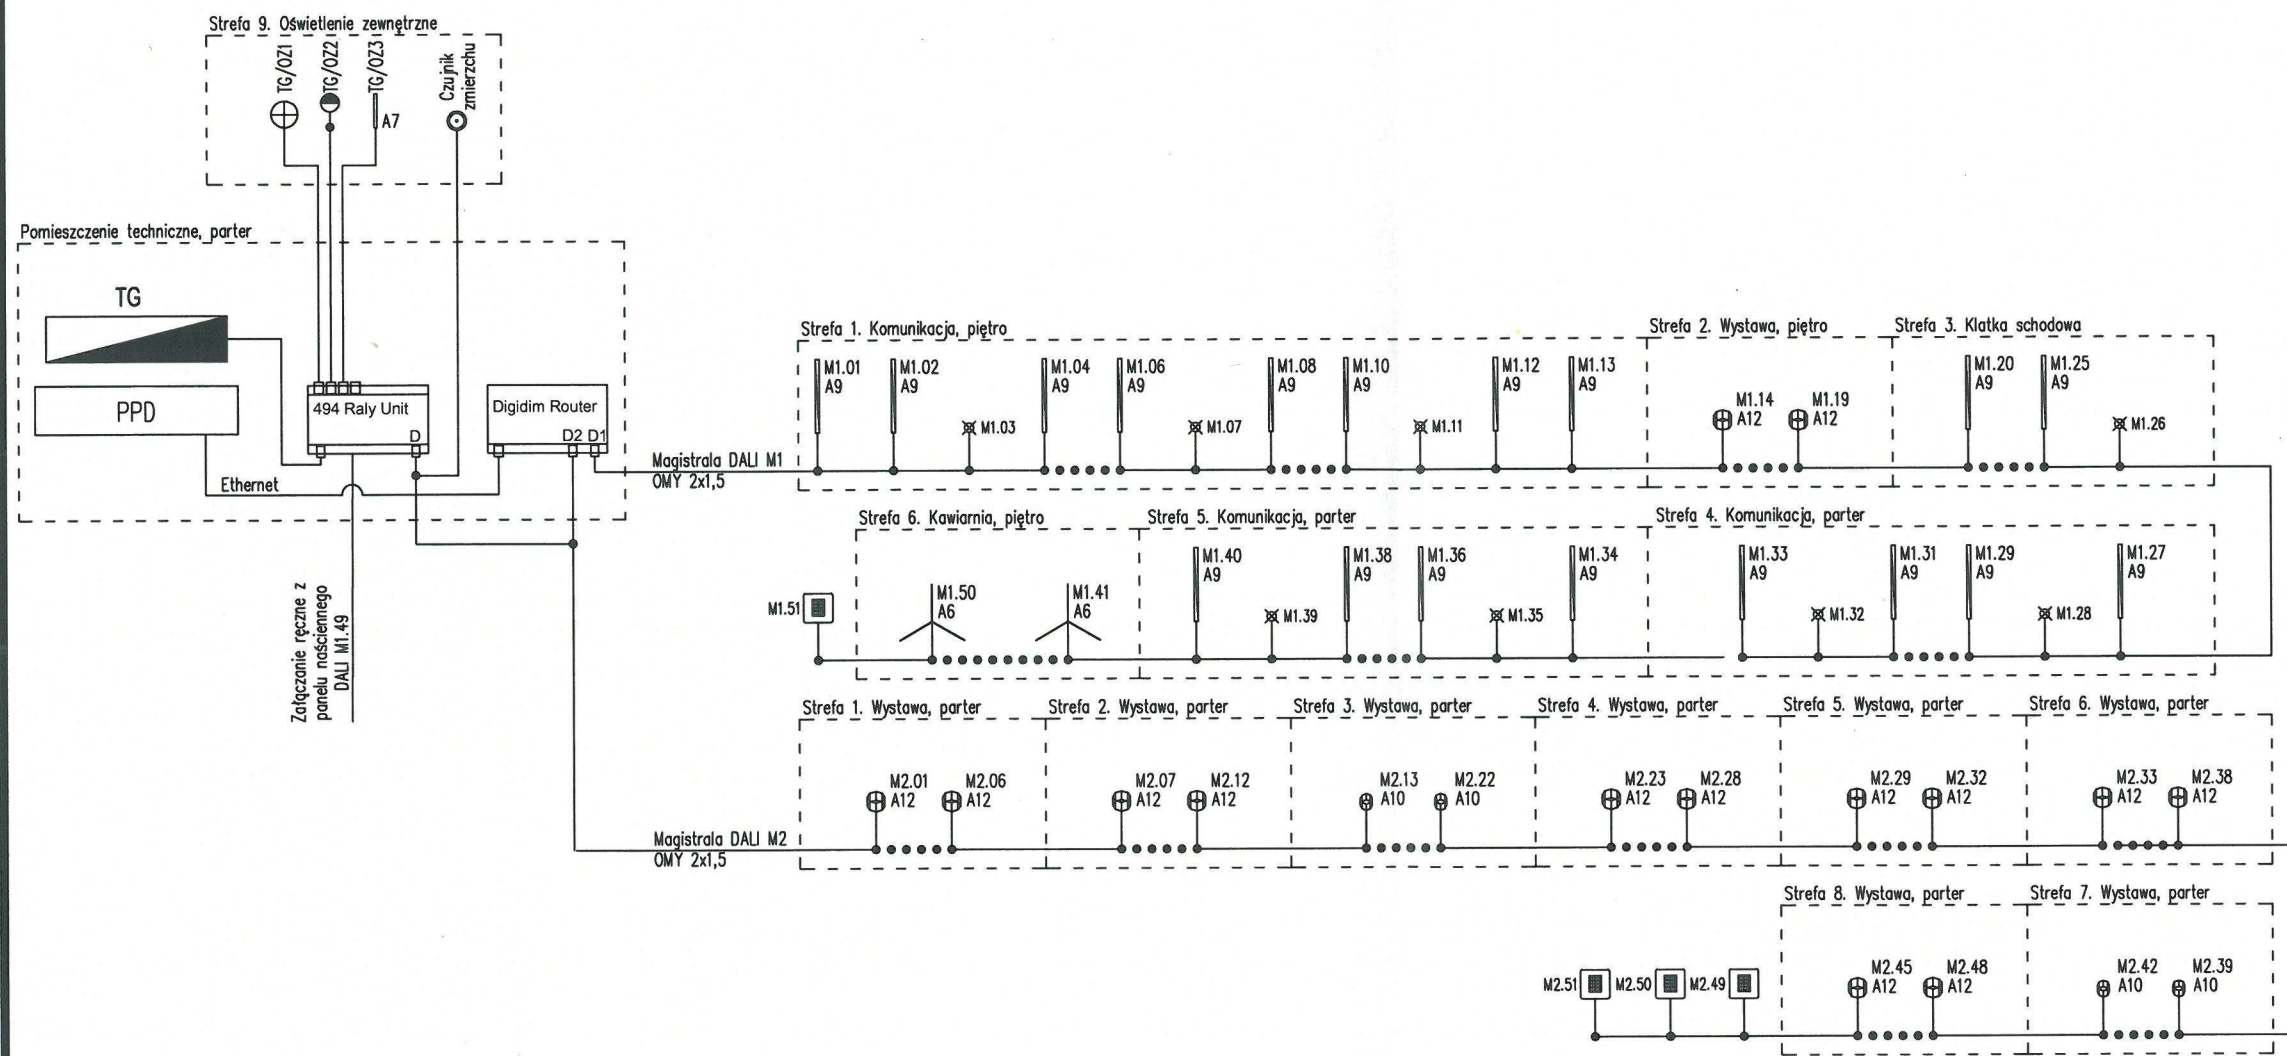 Strefa 9. Oświetlenie zewnętrzne
TG/OZ1
TG/OZ2
TG/OZ3
A7
Czujnik
zmierzchu
Pomieszczenie techniczne, parter
TG
PPD
494 Raly Unit
D
Digidim Router
D2 D1
Ethernet
Załączanie ręczne z
panelu naściennego
DALI M1.49
Magistrala DALI M1
OMY 2x1,5
Strefa 1. Komunikacja, piętro
M1.01
A9
M1.02
A9
M1.03
M1.04
A9
M1.06
A9
M1.07
M1.08
A9
M1.10
A9
M1.11
M1.12
A9
M1.13
A9
Strefa 2. Wystawa, piętro
M1.14
A12
M1.19
A12
Strefa 3. Klatka schodowa
M1.20
A9
M1.25
A9
M1.26
Strefa 6. Kawiarnia, piętro
M1.51
M1.50
A6
M1.41
A6
Strefa 5. Komunikacja, parter
M1.40
A9
M1.39
M1.38
A9
M1.36
A9
M1.35
M1.34
A9
Strefa 4. Komunikacja, parter
M1.33
A9
M1.32
M1.31
A9
M1.29
A9
M1.28
M1.27
A9
Magistrala DALI M2
OMY 2x1,5
Strefa 1. Wystawa, parter
M2.01
A12
M2.06
A12
Strefa 2. Wystawa, parter
M2.07
A12
M2.12
A12
Strefa 3. Wystawa, parter
M2.13
A10
M2.22
A10
Strefa 4. Wystawa, parter
M2.23
A12
M2.28
A12
Strefa 5. Wystawa, parter
M2.29
A12
M2.32
A12
Strefa 6. Wystawa, parter
M2.33
A12
M2.38
A12
M2.51
M2.50
M2.49
Strefa 8. Wystawa, parter
M2.45
A12
M2.48
A12
Strefa 7. Wystawa, parter
M2.42
A10
M2.39
A10